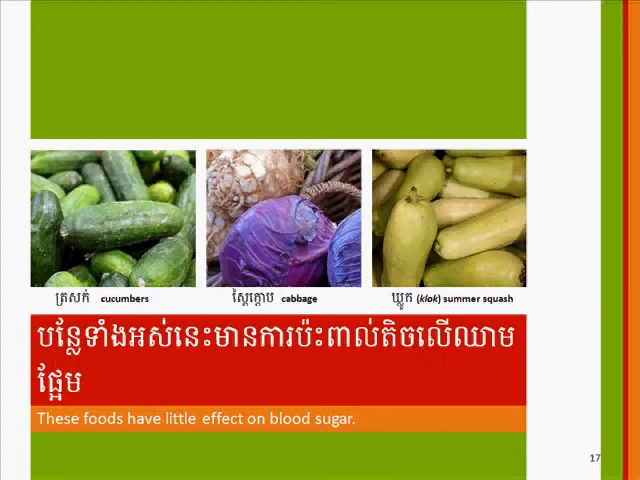 ត្រសក់ cucumbers
ស្ពៃក្ដោប cabbage
ឃ្លោក (klok) summer squash
បន្លែទាំងអស់នេះមានការប៉ះពាល់តិចលើឈាម
ផ្អែម
These foods have little effect on blood sugar.
17